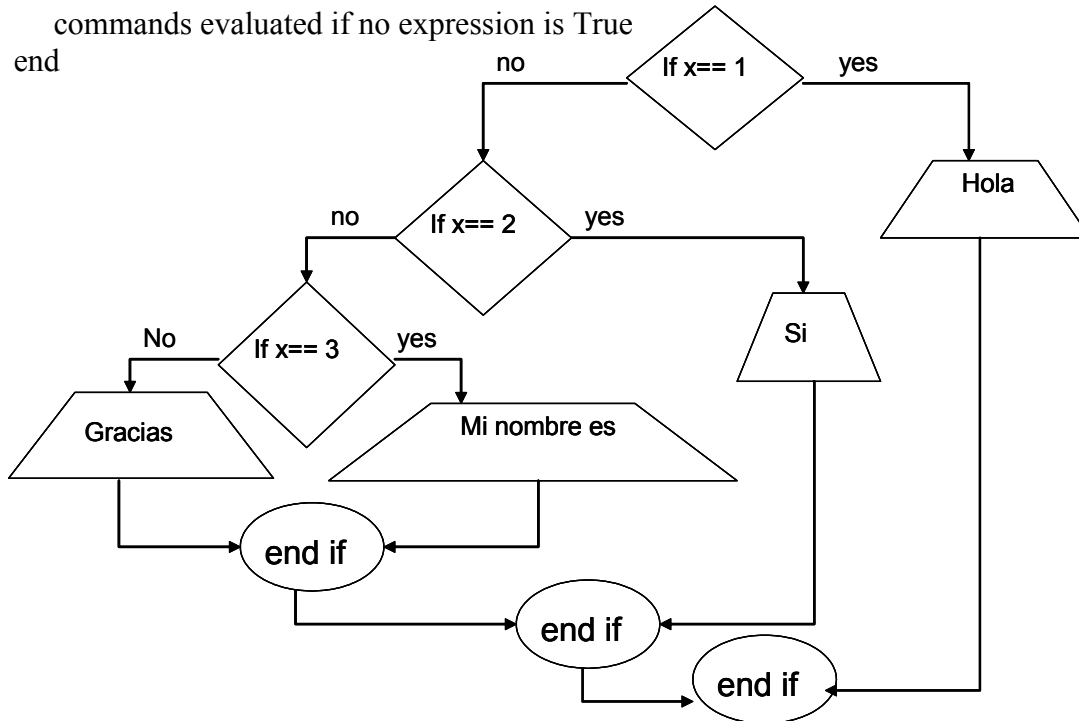 commands evaluated if no expression is True
end
no
If x== 1
yes
Hola
no
If x== 2
yes
Si
No
If x== 3
yes
Gracias
Mi nombre es
end if
end if
end if